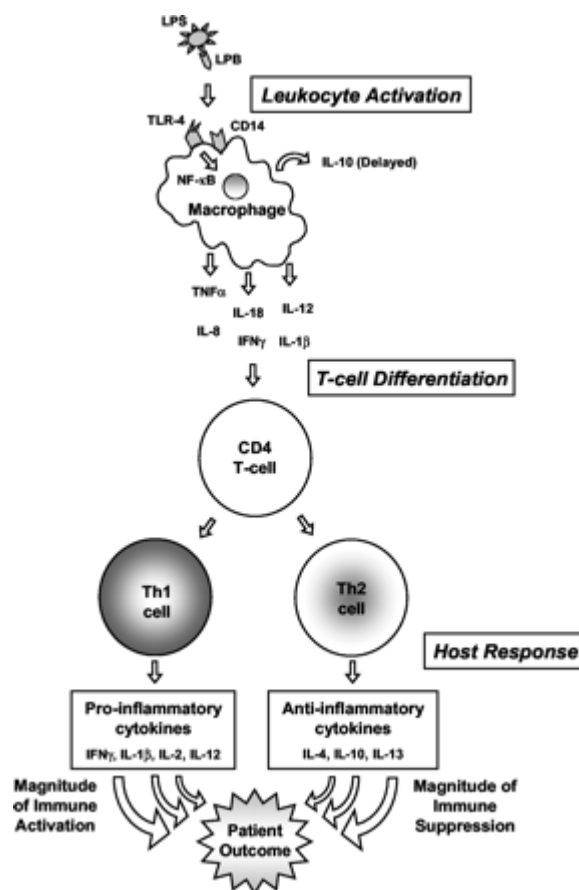 LPS
LPB
Leukocyte Activation
TLR-4
CD14
IL-10 (Delayed)
NF-κB
Macrophage
TNFα
IL-18
IL-12
IL-8
IFNγ
IL-1β
T-cell Differentiation
CD4
T-cell
Th1
cell
Th2
cell
Host Response
Pro-inflammatory
cytokines
IFNγ, IL-1β, IL-2, IL-12
Anti-inflammatory
cytokines
IL-4, IL-10, IL-13
Magnitude
of Immune
Activation
Magnitude of
Immune
Suppression
Patient
Outcome